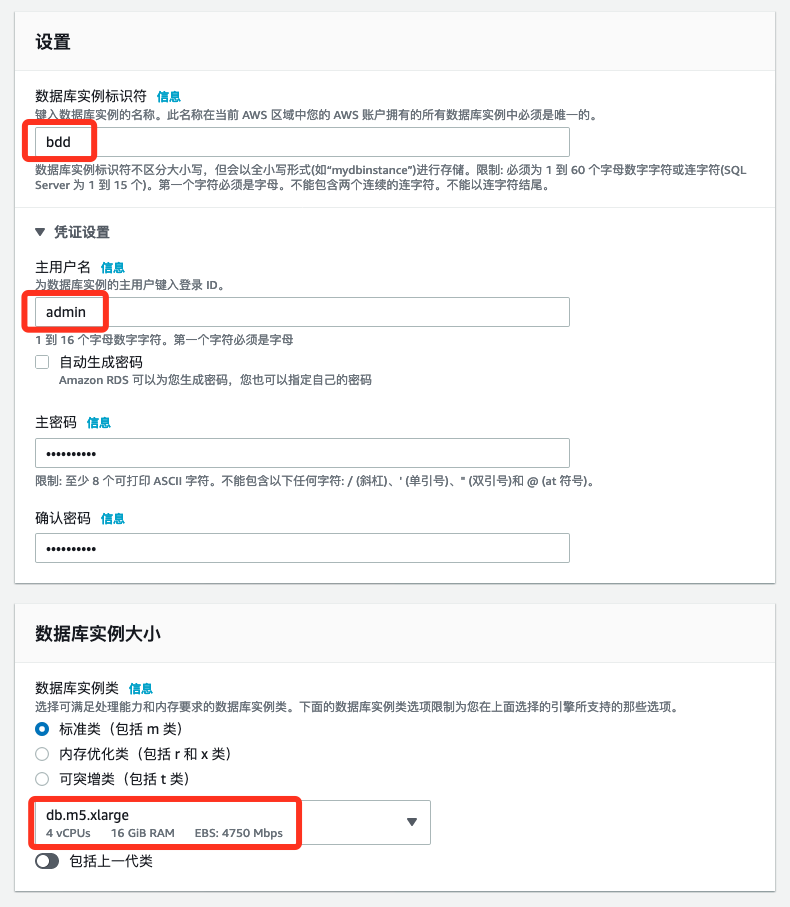 设置
数据库实例标识符 信息
键入数据库实例的名称。此名称在当前 AWS 区域中您的 AWS 账户拥有的所有数据库实例中必须是唯一的。
bdd
数据库实例标识符不区分大小写，但会以全小写形式(如“mydbinstance”)进行存储。限制: 必须为 1 到 60 个字母数字字符或连字符(SQL
Server 为 1 到 15 个)。第一个字符必须是字母。不能包含两个连续的连字符。不能以连字符结尾。
凭证设置
主用户名 信息
为数据库实例的主用户键入登录 ID。
admin
1 到 16 个字母数字字符。第一个字符必须是字母
自动生成密码
Amazon RDS 可以为您生成密码，您也可以指定自己的密码
主密码 信息
••••••••••
限制: 至少 8 个可打印 ASCII 字符。不能包含以下任何字符: / (斜杠)、' (单引号)、" (双引号)和 @ (at 符号)。
确认密码 信息
••••••••••
数据库实例大小
数据库实例类 信息
选择可满足处理能力和内存要求的数据库实例类。下面的数据库实例类选项限制为您在上面选择的引擎所支持的那些选项。
标准类（包括 m 类）
内存优化类（包括 r 和 x 类）
可突增类（包括 t 类）
db.m5.xlarge
4 vCPUs 16 GiB RAM EBS: 4750 Mbps
包括上一代类